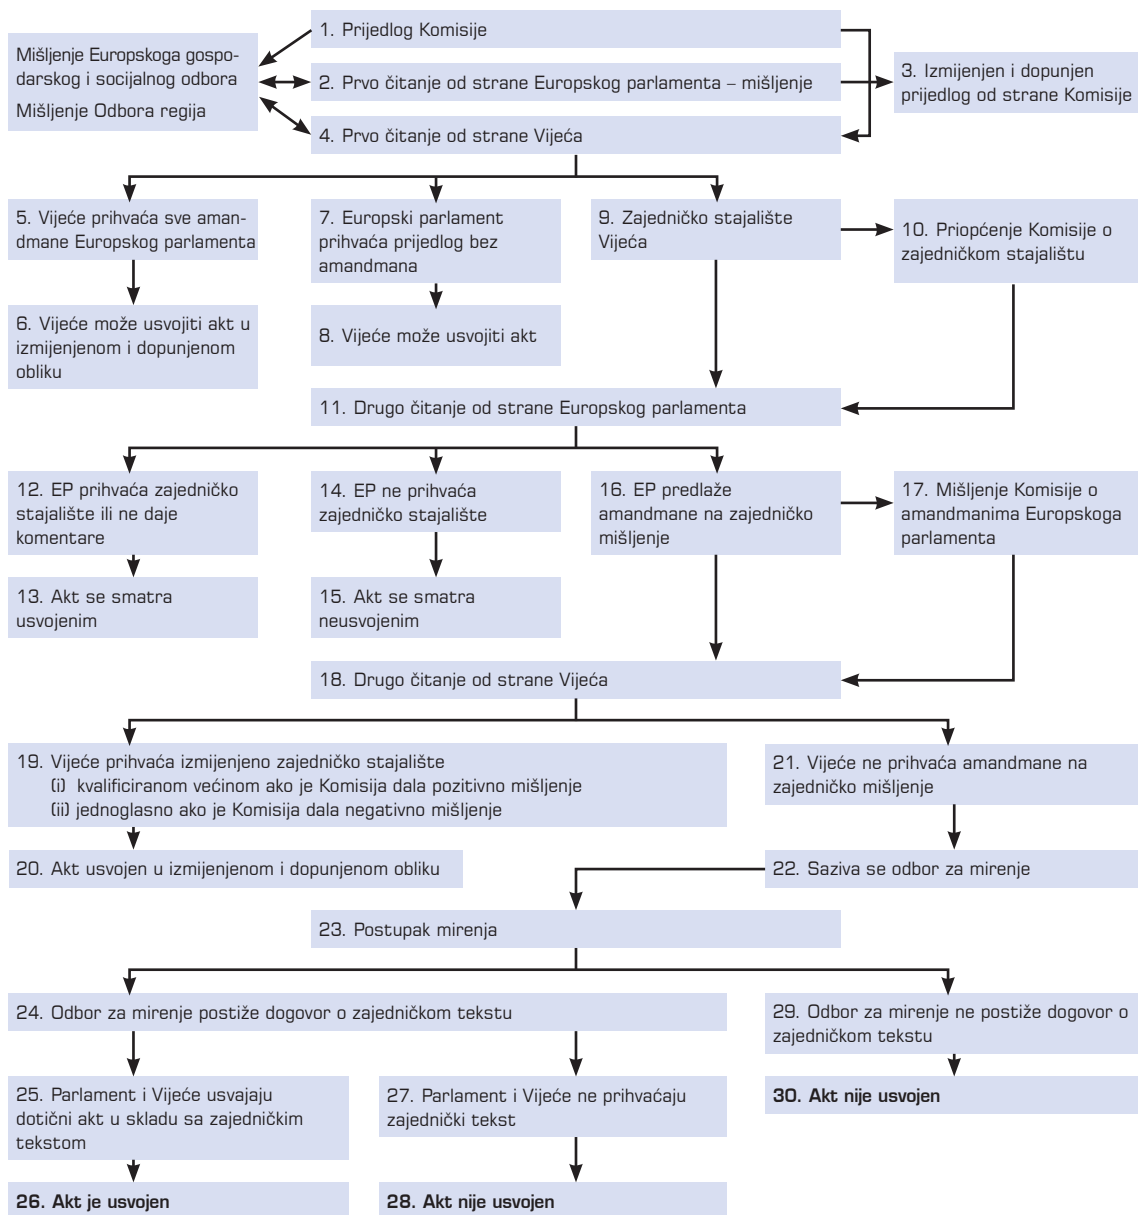 Mišljenje Europskoga gospo-
darskog i socijalnog odbora
Mišljenje Odbora regija
1. Prijedlog Komisije
2. Prvo čitanje od strane Europskog parlamenta – mišljenje
3. Izmijenjen i dopunjen
prijedlog od strane Komisije
4. Prvo čitanje od strane Vijeća
5. Vijeće prihvaća sve aman-
dmane Europskog parlamenta
6. Vijeće može usvojiti akt u
izmijenjenom i dopunjenom
obliku
7. Europski parlament
prihvaća prijedlog bez
amandmana
8. Vijeće može usvojiti akt
9. Zajedničko stajalište
Vijeća
10. Priopćenje Komisije o
zajedničkom stajalištu
11. Drugo čitanje od strane Europskog parlamenta
12. EP prihvaća zajedničko
stajalište ili ne daje
komentare
13. Akt se smatra
usvojenim
14. EP ne prihvaća
zajedničko stajalište
15. Akt se smatra
neusvojenim
16. EP predlaže
amandmane na zajedničko
mišljenje
17. Mišljenje Komisije o
amandmanima Europskoga
parlamenta
18. Drugo čitanje od strane Vijeća
19. Vijeće prihvaća izmijenjeno zajedničko stajalište
(i) kvalificiranom većinom ako je Komisija dala pozitivno mišljenje
(ii) jednoglasno ako je Komisija dala negativno mišljenje
20. Akt usvojen u izmijenjenom i dopunjenom obliku
21. Vijeće ne prihvaća amandmane na
zajedničko mišljenje
22. Saziva se odbor za mirenje
23. Postupak mirenja
24. Odbor za mirenje postiže dogovor o zajedničkom tekstu
25. Parlament i Vijeće usvajaju
dotični akt u skladu sa zajedničkim
tekstom
26. Akt je usvojen
27. Parlament i Vijeće ne prihvaćaju
zajednički tekst
28. Akt nije usvojen
29. Odbor za mirenje ne postiže dogovor o
zajedničkom tekstu
30. Akt nije usvojen